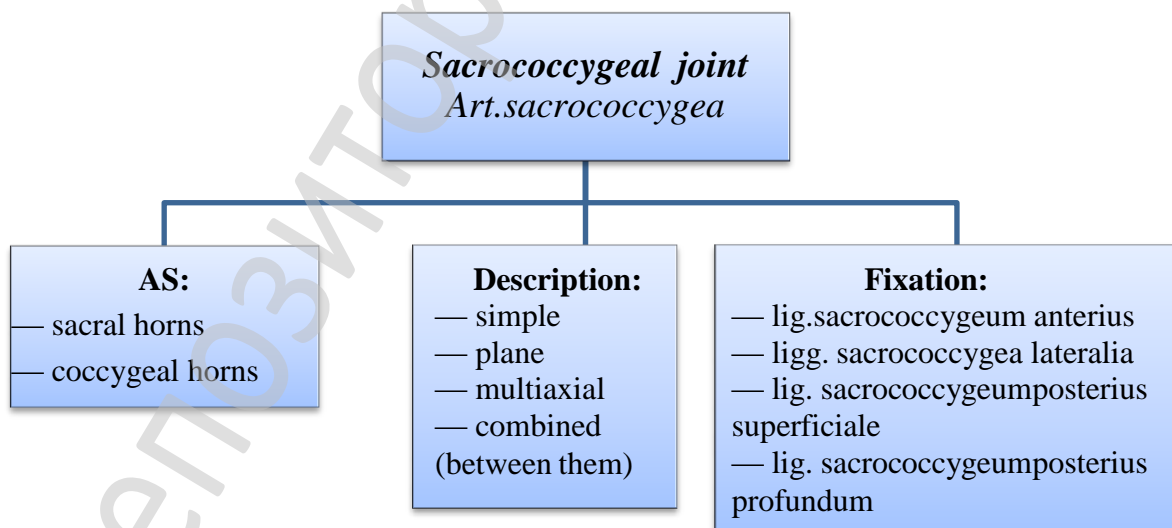 Sacrococcygeal joint
Art.sacrococcygea
AS:
— sacral horns
— coccygeal horns
Description:
— simple
— plane
— multiaxial
— combined
(between them)
Fixation:
— lig.sacrococcygeum anterius
— ligg. sacrococcygea lateralia
— lig. sacrococcygeumposterius
superficiale
— lig. sacrococcygeumposterius
profundum
епозитор